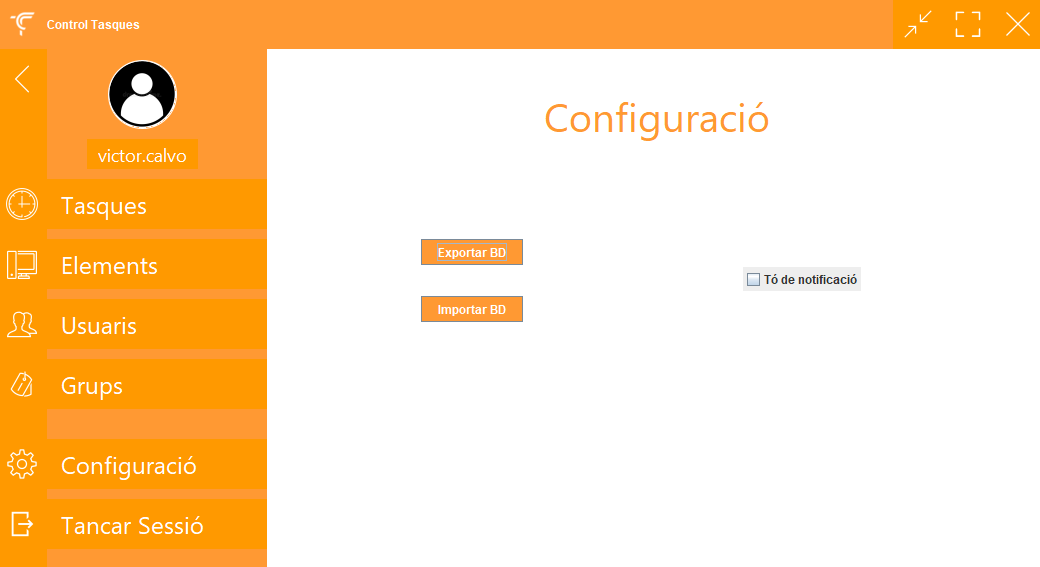 Control Tasques
victor.calvo
Tasques
Elements
Usuaris
Grups
Configuració
Tancar Sessió
Configuració
Exportar BD
Importar BD
Tó de notificació